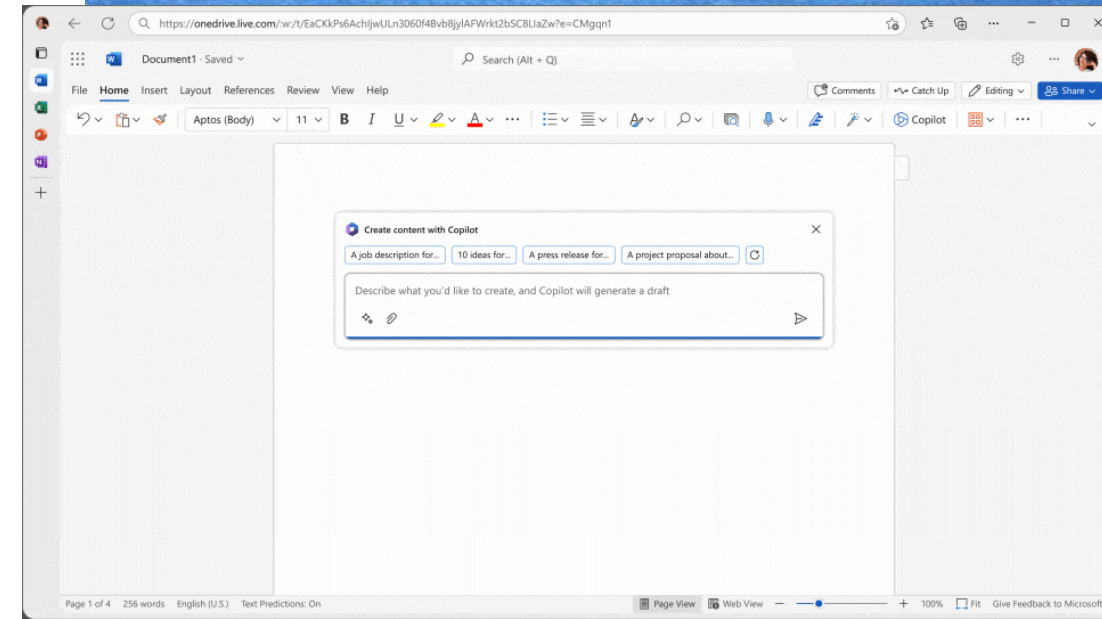 https://onedrive.live.com/:w:/t/EaCKkPs6AchIjwULn3060f4Bvb8jylAFWrkt2bSC8LlaZw?e=CMgqn1
Document1 · Saved
Search (Alt + Q)
File Home Insert Layout References Review View Help
Comments Catch Up Editing Share
Aptos (Body) 11 B I U A Copilot
Create content with Copilot
A job description for... 10 ideas for... A press release for... A project proposal about...
Describe what you'd like to create, and Copilot will generate a draft
Page 1 of 4 256 words English (U.S.) Text Predictions: On Page View Web View 100% Fit Give Feedback to Microsoft